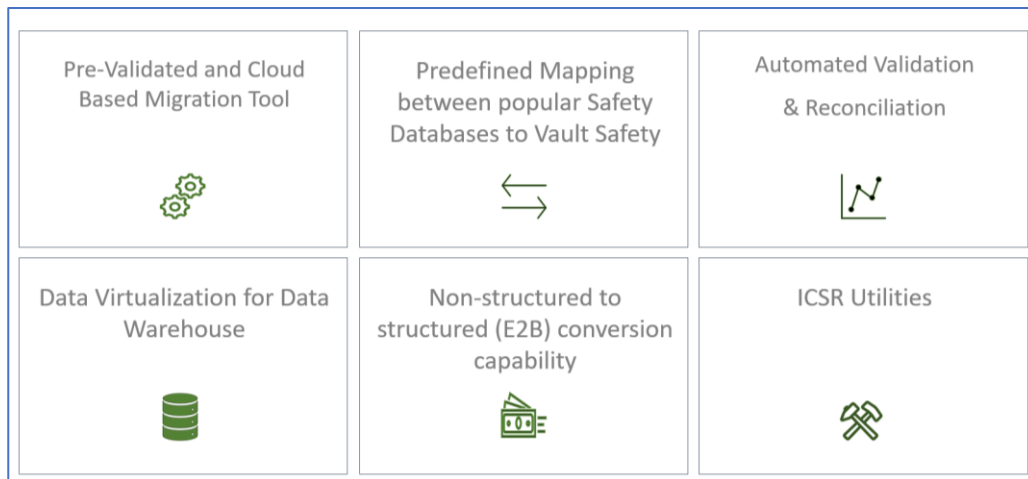 Pre-Validated and Cloud
Based Migration Tool
Predefined Mapping
between popular Safety
Databases to Vault Safety
Automated Validation
& Reconciliation
Data Virtualization for Data
Warehouse
Non-structured to
structured (E2B) conversion
capability
ICSR Utilities